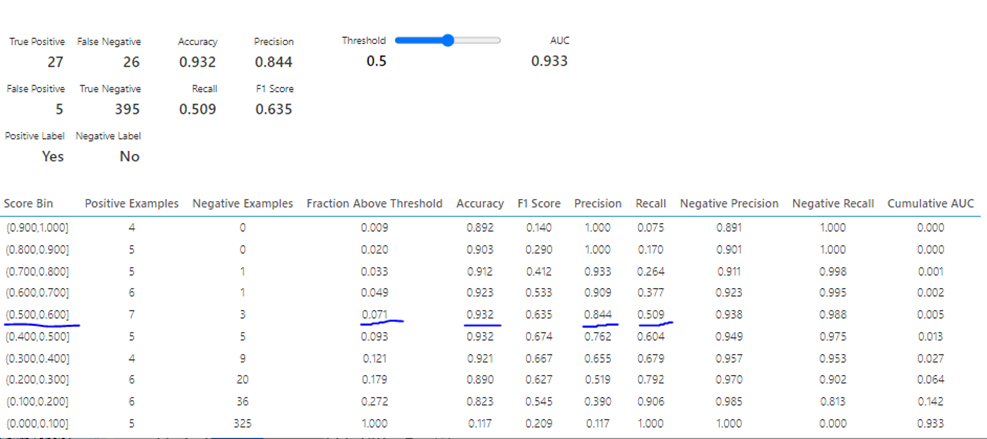 True Positive False Negative Accuracy Precision Threshold AUC
27 26 0.932 0.844 0.5 0.933
False Positive True Negative Recall F1 Score
5 395 0.509 0.635
Positive Label Negative Label
Yes No
Score Bin Positive Examples Negative Examples Fraction Above Threshold Accuracy F1 Score Precision Recall Negative Precision Negative Recall Cumulative AUC
(0.900,1.000] 4 0 0.009 0.892 0.140 1.000 0.075 0.891 1.000 0.000
(0.800,0.900] 5 0 0.020 0.903 0.290 1.000 0.170 0.901 1.000 0.000
(0.700,0.800] 5 1 0.033 0.912 0.412 0.933 0.264 0.911 0.998 0.001
(0.600,0.700] 6 1 0.049 0.923 0.533 0.909 0.377 0.923 0.995 0.002
(0.500,0.600] 7 3 0.071 0.932 0.635 0.844 0.509 0.938 0.988 0.005
(0.400,0.500] 5 5 0.093 0.932 0.674 0.762 0.604 0.949 0.975 0.013
(0.300,0.400] 4 9 0.121 0.921 0.667 0.655 0.679 0.957 0.953 0.027
(0.200,0.300] 6 20 0.179 0.890 0.627 0.519 0.792 0.970 0.902 0.064
(0.100,0.200] 6 36 0.272 0.823 0.545 0.390 0.906 0.985 0.813 0.142
(0.000,0.100] 5 325 1.000 0.117 0.209 0.117 1.000 1.000 0.000 0.933